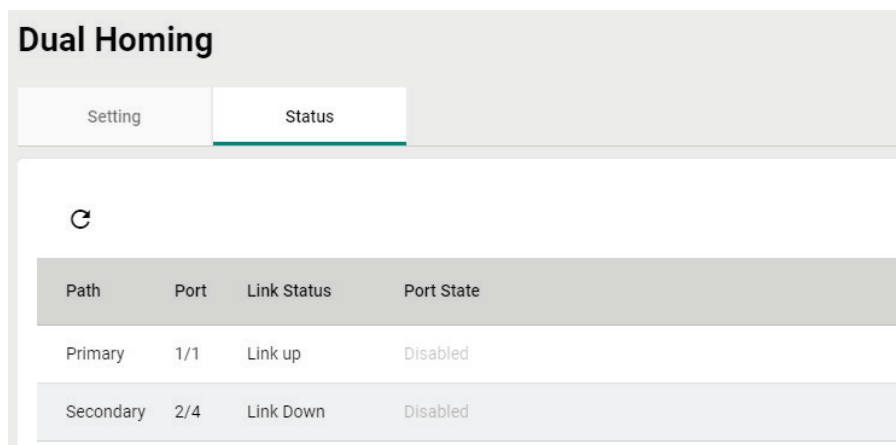 Dual Homing
Setting Status
Path Port Link Status Port State
Primary 1/1 Link up Disabled
Secondary 2/4 Link Down Disabled